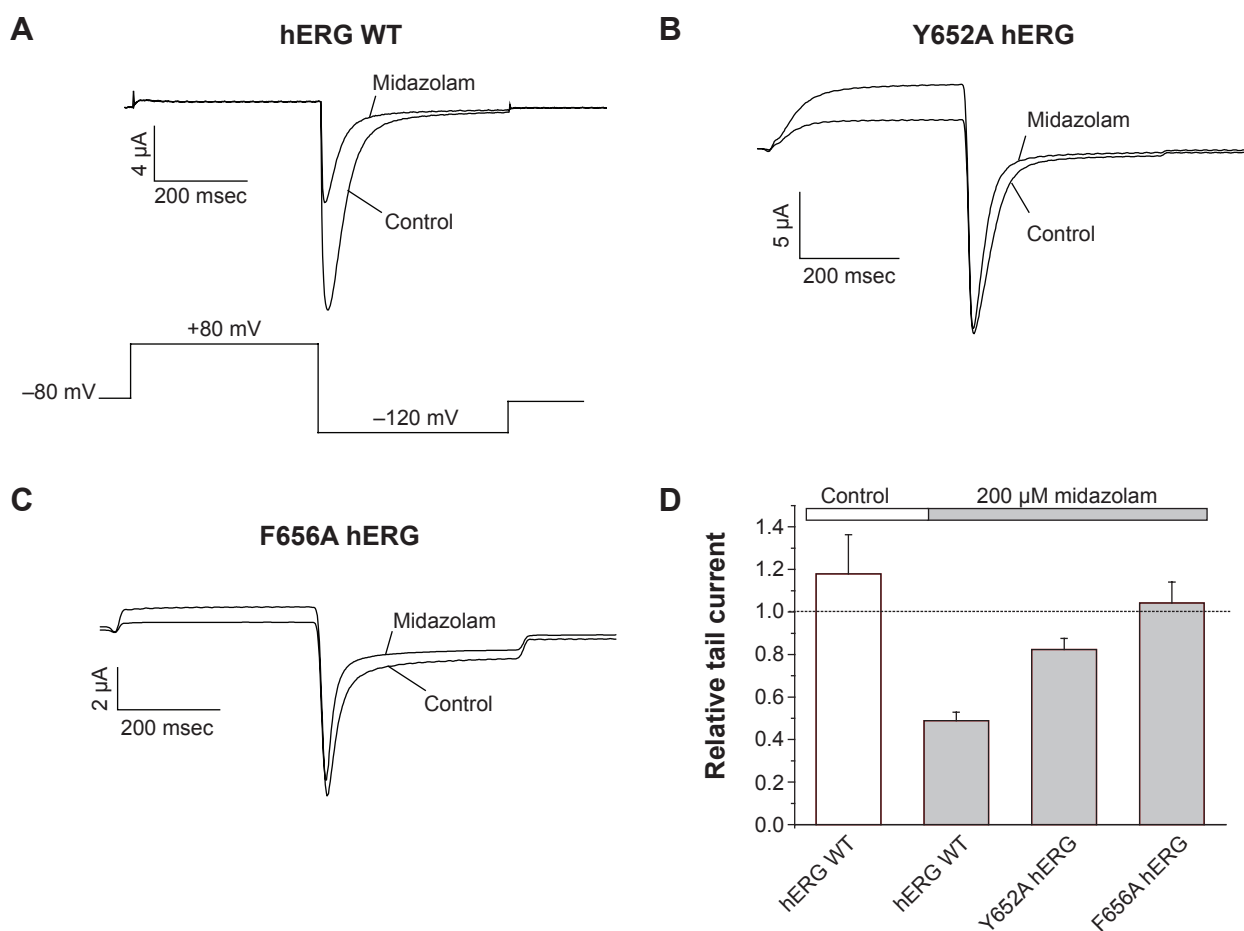 A
hERG WT
Midazolam
4 µA
200 msec
Control
+80 mV
–80 mV
–120 mV
B
Y652A hERG
Midazolam
5 µA
Control
200 msec
C
F656A hERG
Midazolam
2 µA
Control
200 msec
D
Control
200 µM midazolam
Relative tail current
1.4
1.2
1.0
0.8
0.6
0.4
0.2
0.0
hERG WT
hERG WT
Y652A hERG
F656A hERG